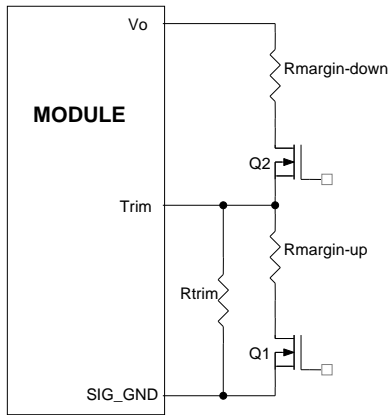 Vo
Rmargin-down
MODULE
Q2
Trim
Rmargin-up
Rtrim
Q1
SIG_GND